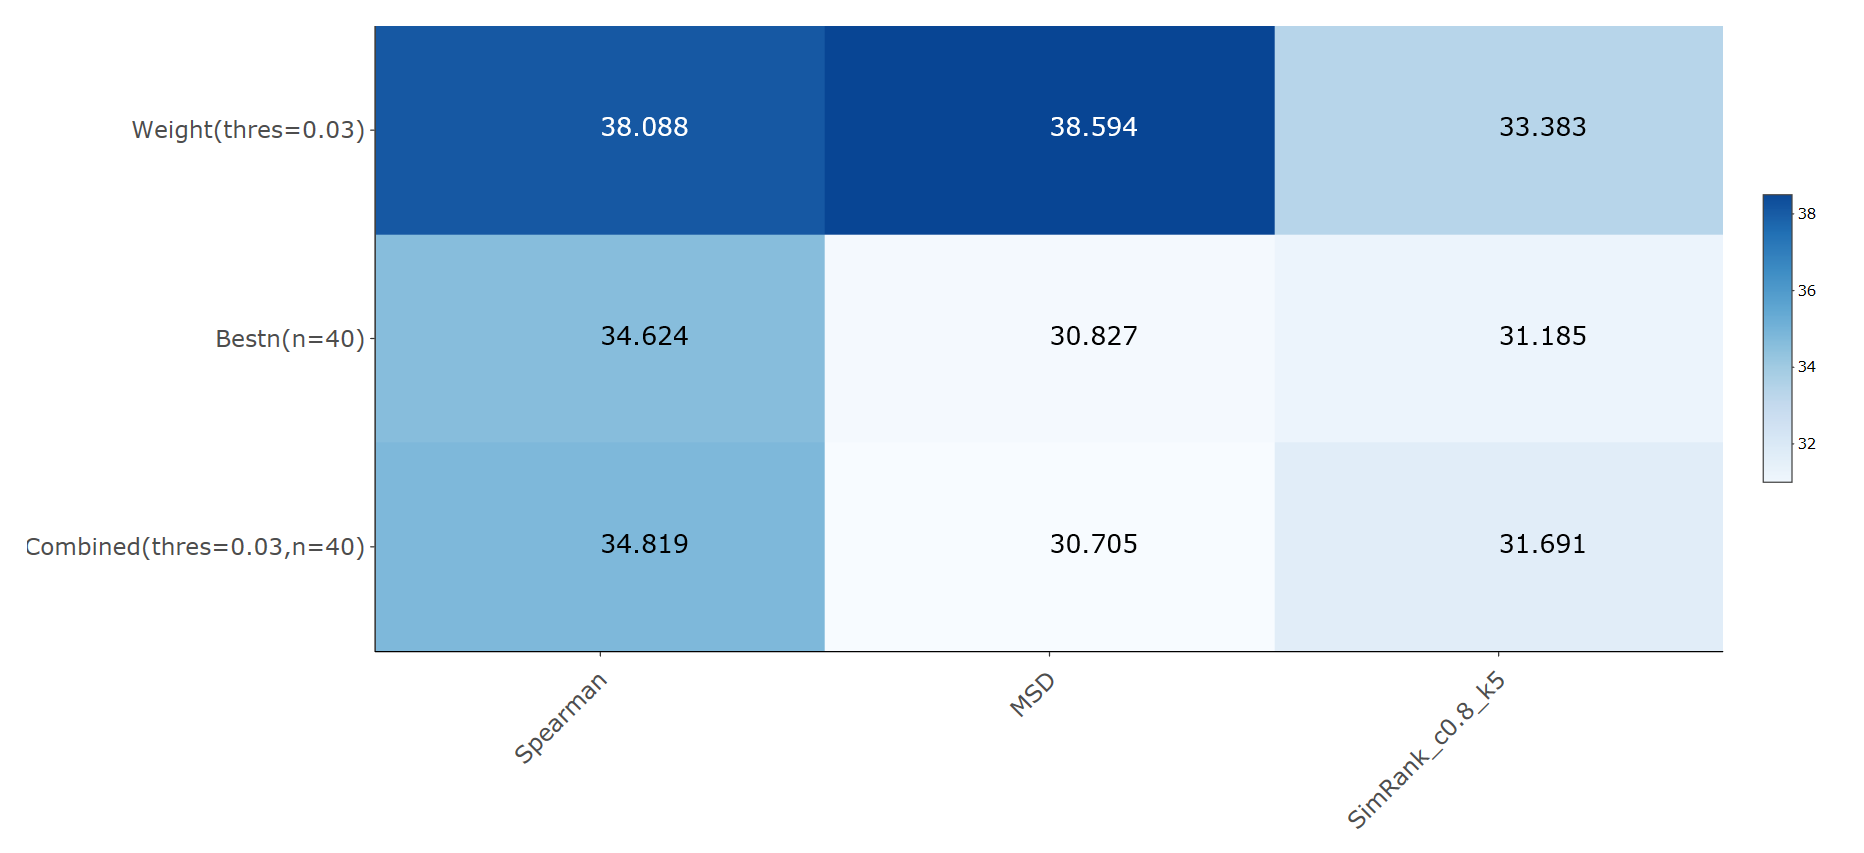 Weight(thres=0.03)
38.088
38.594
33.383
Bestn(n=40)
34.624
30.827
31.185
Combined(thres=0.03,n=40)
34.819
30.705
31.691
Spearman
MSD
SimRank_c0.8_k5
38
36
34
32